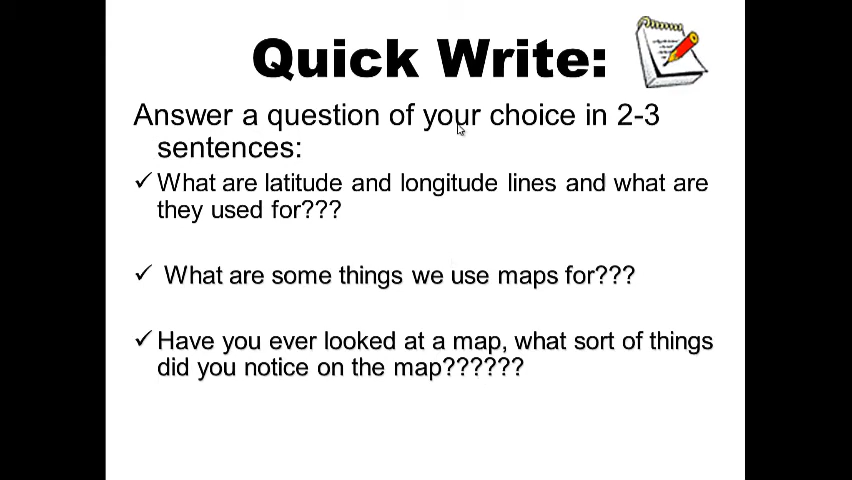 Quick Write:
Answer a question of your choice in 2-3
sentences:
✓ What are latitude and longitude lines and what are
they used for???
✓ What are some things we use maps for???
✓ Have you ever looked at a map, what sort of things
did you notice on the map??????